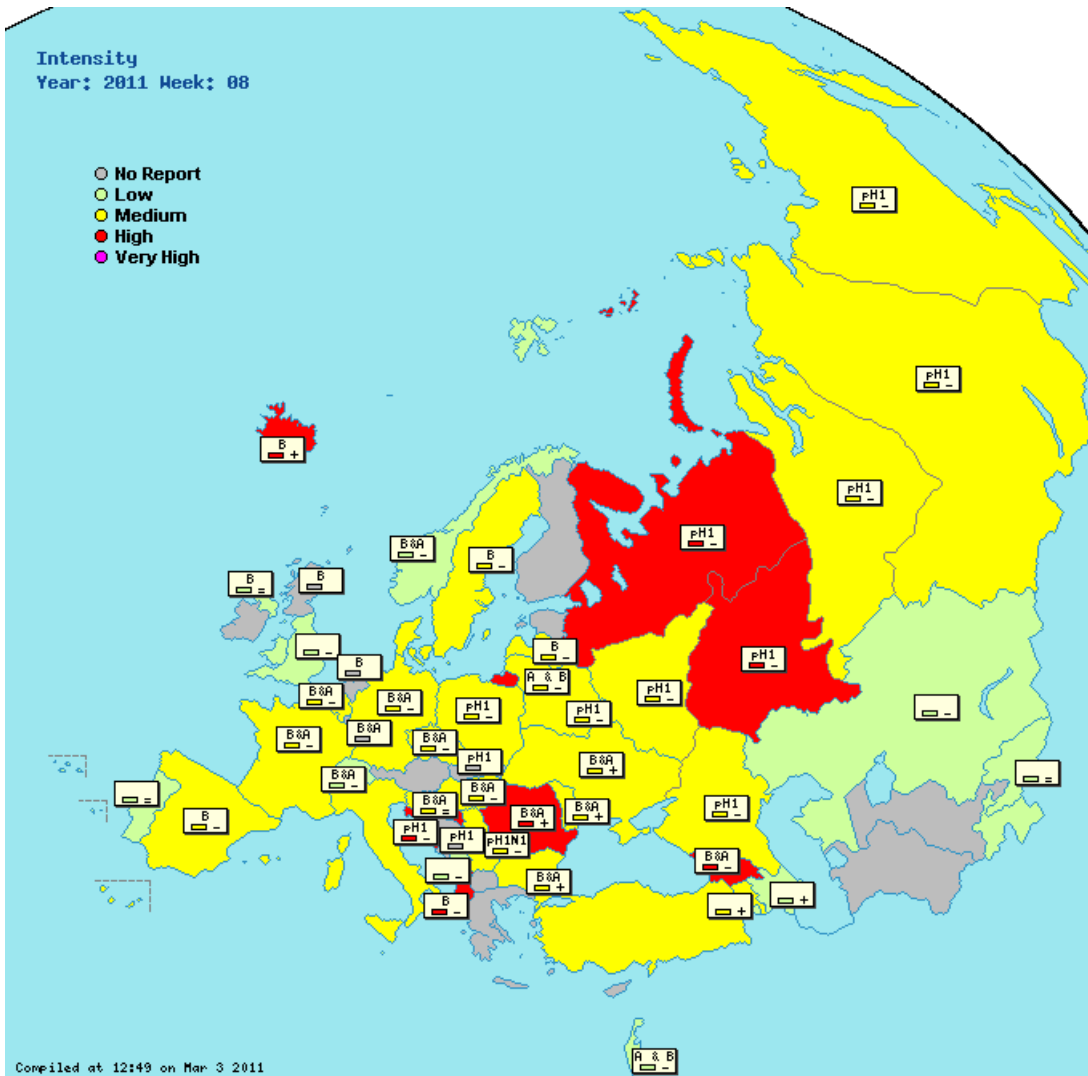 Intensity
Year: 2011 Week: 08
No Report
Low
Medium
High
Very High
pH1
-
pH1
-
B
+
pH1
-
pH1
-
B&A
-
B
-
B
=
B
-
B
-
pH1
-
B
A & B
-
B&A
-
B&A
-
pH1
-
pH1
-
pH1
-
B&A
-
B&A
B&A
-
pH1
B&A
+
-
B&A
-
=
B&A
-
-
=
B
-
B&A
=
B&A
+
B&A
+
pH1
-
pH1
-
pH1
pH1N1
-
B&A
-
-
B&A
+
+
B
-
+
A & B
-
Compiled at 12:49 on Mar 3 2011